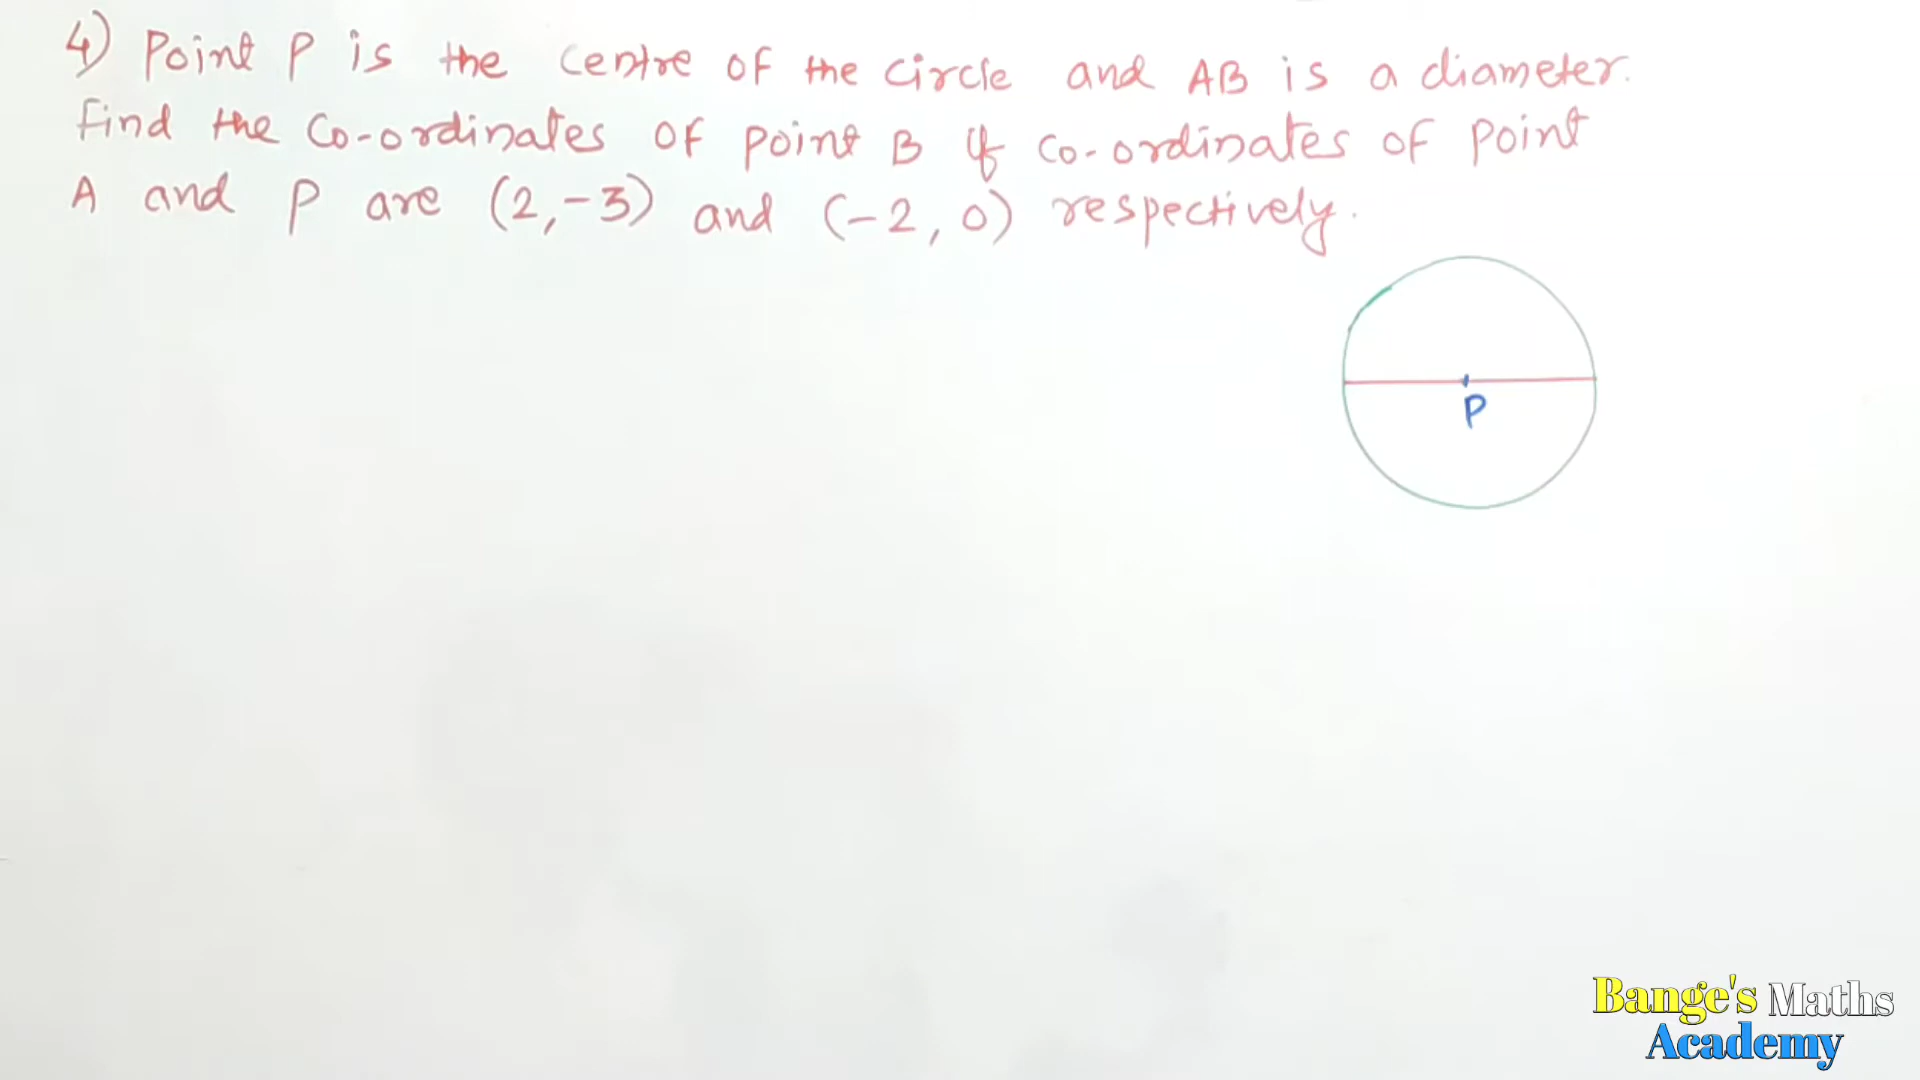 4) Point P is the centre of the circle and AB is a diameter.
Find the co-ordinates of point B if co-ordinates of point
A and P are (2,-3) and (-2, 0) respectively.
P
Bange's Maths
Academy